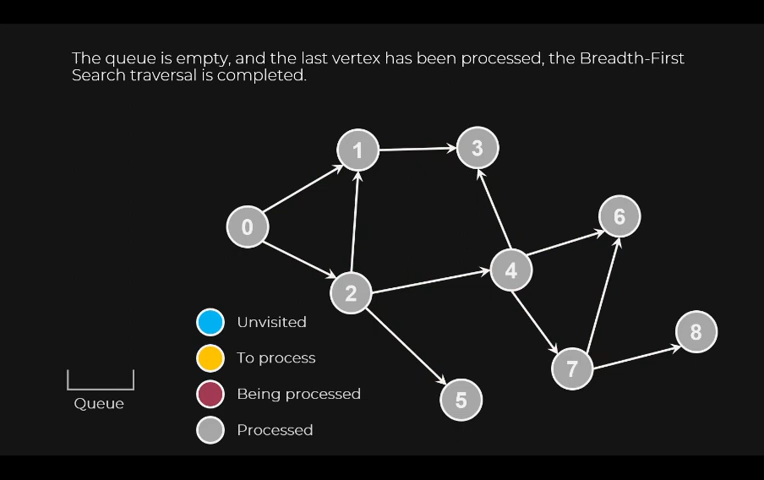 The queue is empty, and the last vertex has been processed, the Breadth-First
Search traversal is completed.
1
3
0
6
4
2
8
7
5
Unvisited
To process
Being processed
Processed
Queue